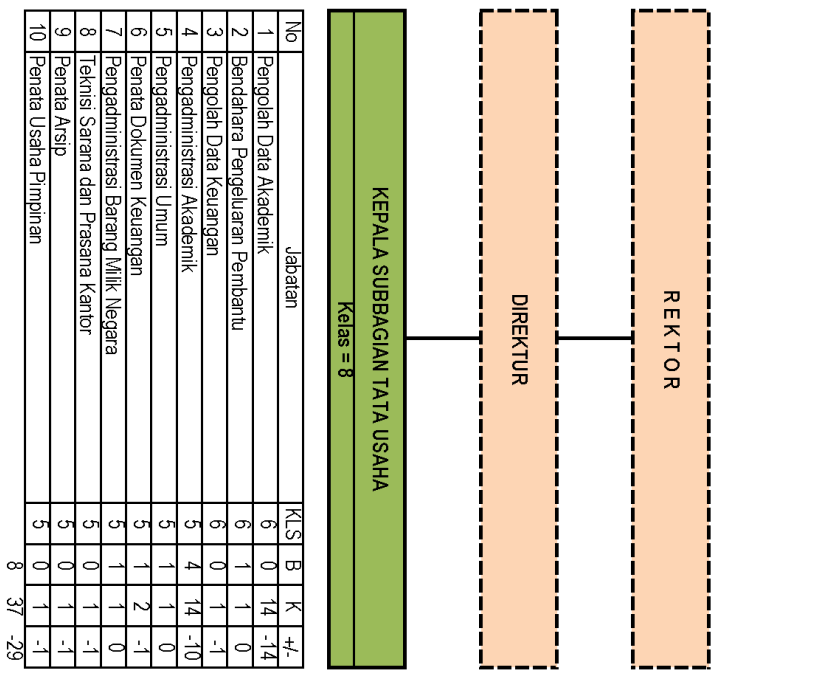 R E K T O R
DIREKTUR
KEPALA SUBBAGIAN TATA USAHA
Kelas = 8
No Jabatan KLS B K +/-
1 Pengolah Data Akademik 6 0 14 -14
2 Bendahara Pengeluaran Pembantu 6 1 1 0
3 Pengolah Data Keuangan 6 0 1 -1
4 Pengadministrasi Akademik 5 4 14 -10
5 Pengadministrasi Umum 5 1 1 0
6 Penata Dokumen Keuangan 5 1 2 -1
7 Pengadministrasi Barang Milik Negara 5 1 1 0
8 Teknisi Sarana dan Prasana Kantor 5 0 1 -1
9 Penata Arsip 5 0 1 -1
10 Penata Usaha Pimpinan 5 0 1 -1
8 37 -29